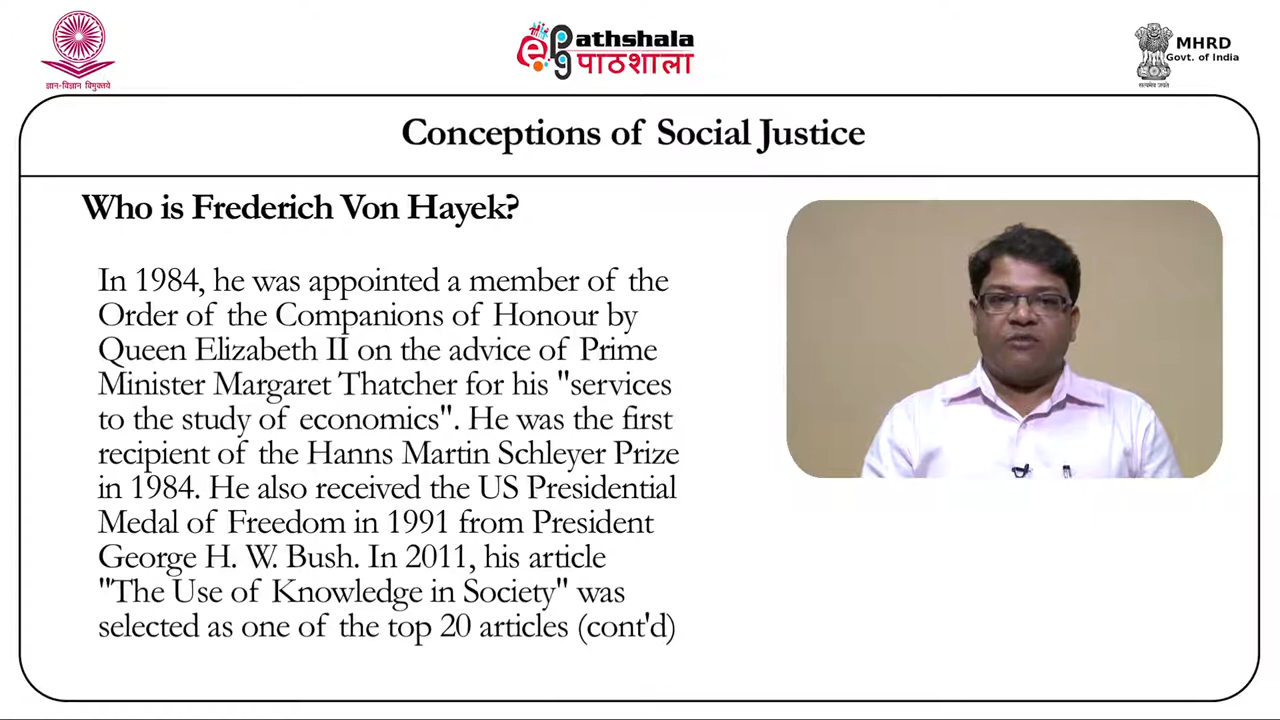 ज्ञान-विज्ञान विमुक्तये
epg Pathshala
पाठशाला
MHRD
Govt. of India
सत्यमेव जयते
Conceptions of Social Justice
Who is Frederich Von Hayek?
In 1984, he was appointed a member of the
Order of the Companions of Honour by
Queen Elizabeth II on the advice of Prime
Minister Margaret Thatcher for his "services
to the study of economics". He was the first
recipient of the Hanns Martin Schleyer Prize
in 1984. He also received the US Presidential
Medal of Freedom in 1991 from President
George H. W. Bush. In 2011, his article
"The Use of Knowledge in Society" was
selected as one of the top 20 articles (cont'd)